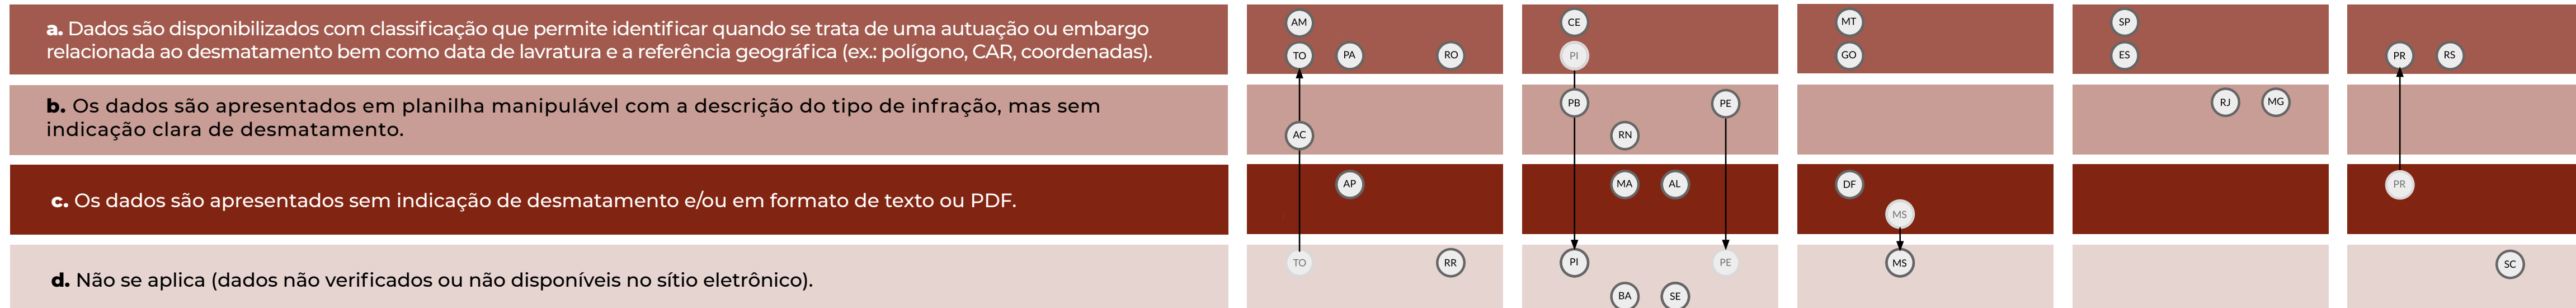 a. Dados são disponibilizados com classificação que permite identificar quando se trata de uma autuação ou embargo
relacionada ao desmatamento bem como data de lavratura e a referência geográfica (ex.: polígono, CAR, coordenadas).
AM
CE
MT
SP
TO
PA
RO
PI
GO
ES
PR
RS
b. Os dados são apresentados em planilha manipulável com a descrição do tipo de infração, mas sem
indicação clara de desmatamento.
PB
PE
RJ
MG
AC
RN
c. Os dados são apresentados sem indicação de desmatamento e/ou em formato de texto ou PDF.
AP
MA
AL
DF
PR
MS
d. Não se aplica (dados não verificados ou não disponíveis no sítio eletrônico).
TO
RR
PI
PE
MS
SC
BA
SE